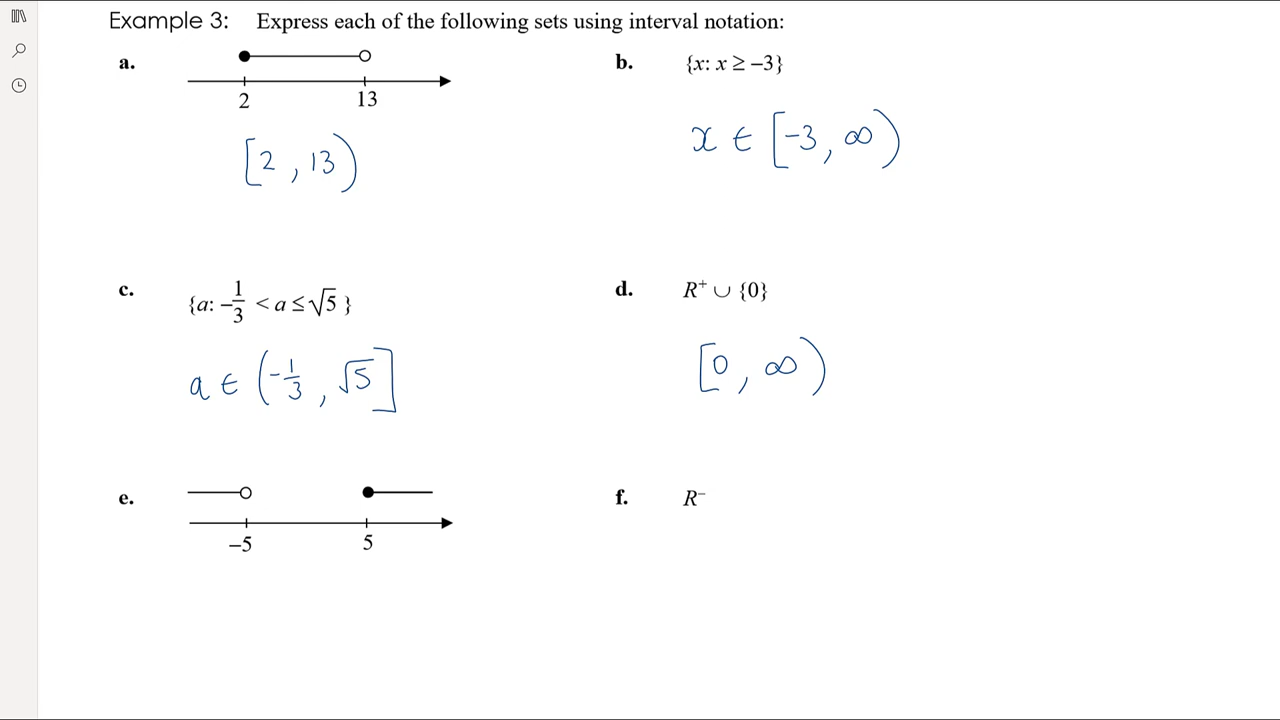 Example 3: Express each of the following sets using interval notation:
a.
2 13
[2, 13)
b. {x: x ≥ −3}
x ∈ [-3, ∞)
c. {a: −1/3 < a ≤ √5}
a ∈ (-1/3, √5]
d. R⁺ ∪ {0}
[0, ∞)
e.
−5 5
f. R⁻